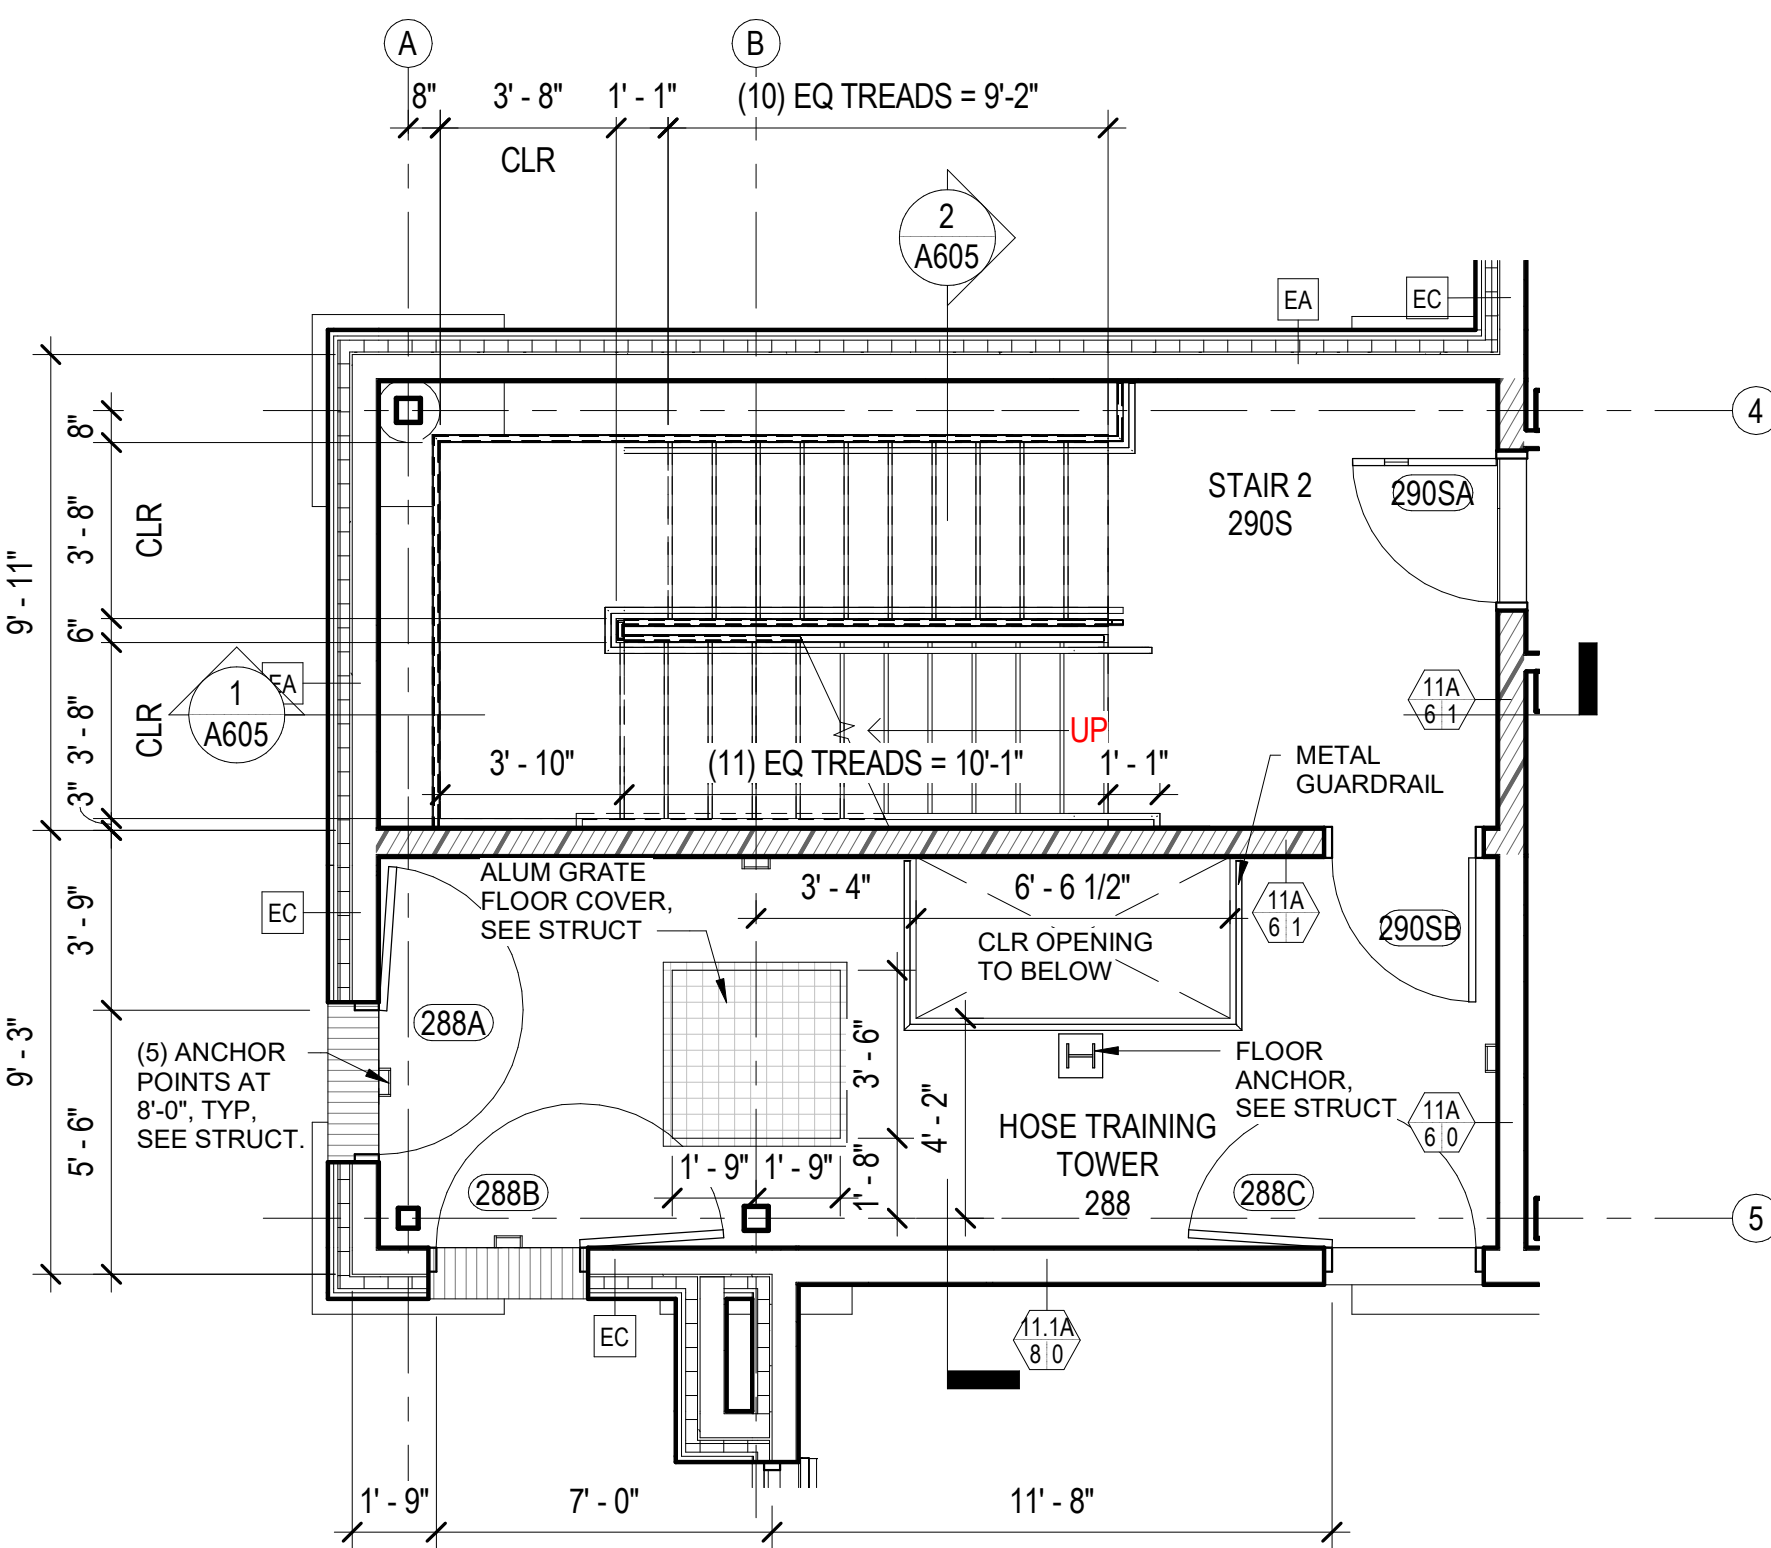 A
B
8"
3' - 8"
1' - 1"
(10) EQ TREADS = 9'-2"
CLR
2
A605
EA
EC
4
8"
3' - 8"
CLR
9' - 11"
6"
STAIR 2
290S
290SA
1
A605
EA
3' - 8"
CLR
3"
11A
6 1
UP
3' - 10"
(11) EQ TREADS = 10'-1"
1' - 1"
METAL
GUARDRAIL
ALUM GRATE
FLOOR COVER,
SEE STRUCT
3' - 4"
6' - 6 1/2"
11A
6 1
290SB
EC
3' - 9"
CLR OPENING
TO BELOW
288A
9' - 3"
(5) ANCHOR
POINTS AT
8'-0", TYP,
SEE STRUCT.
3' - 6"
FLOOR
ANCHOR,
SEE STRUCT
4' - 2"
11A
6 0
5' - 6"
HOSE TRAINING
TOWER
288
1' - 9"
1' - 9"
1' - 8"
288B
288C
5
EC
11.1A
8 0
1' - 9"
7' - 0"
11' - 8"